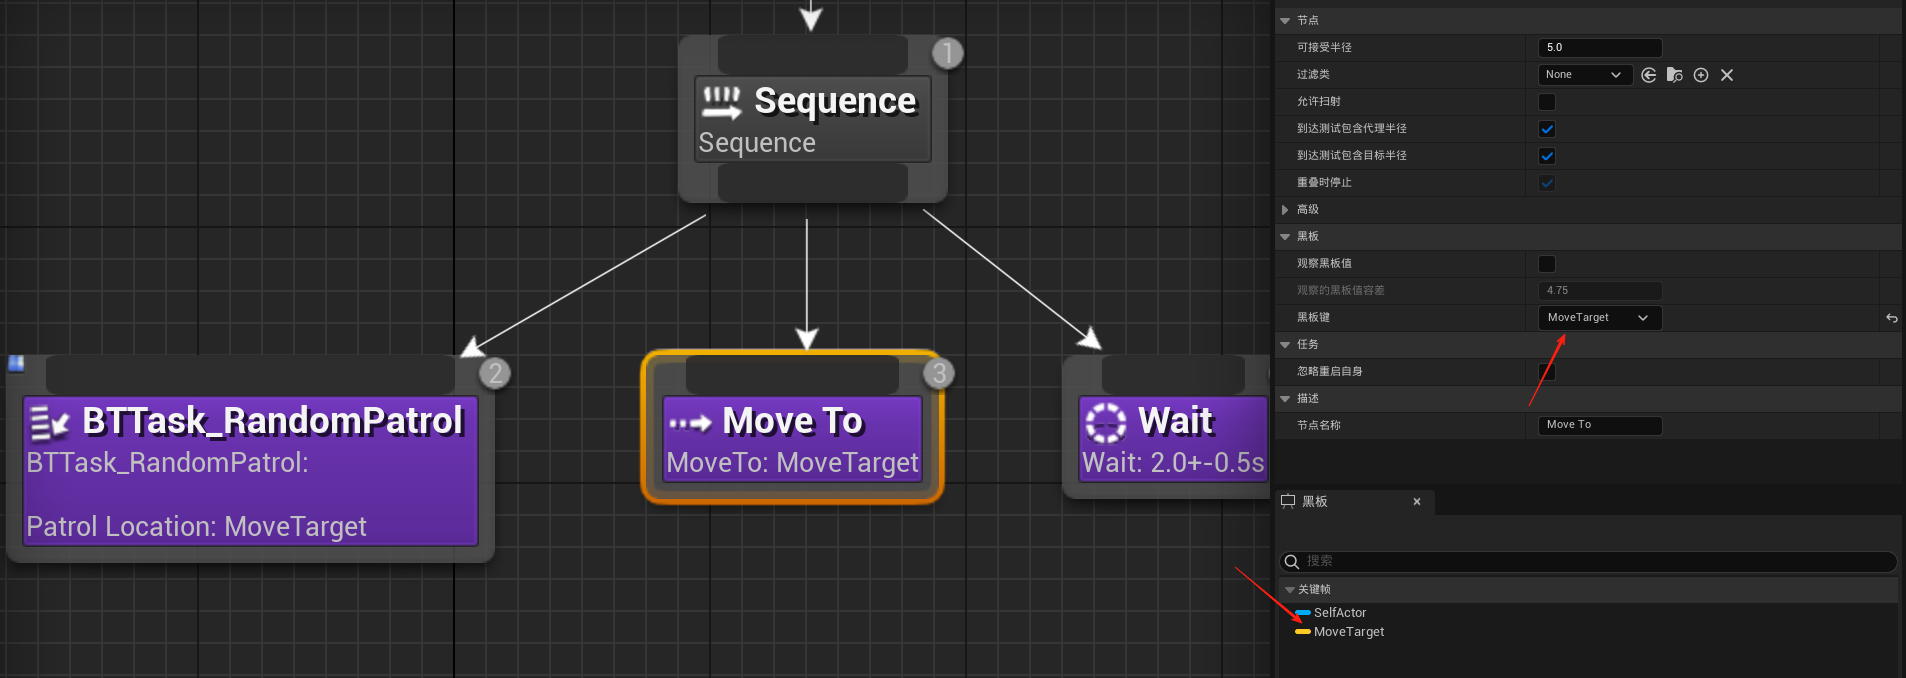 1
Sequence
Sequence
2
BTTask_RandomPatrol
BTTask_RandomPatrol:
Patrol Location: MoveTarget
3
Move To
MoveTo: MoveTarget
Wait
Wait: 2.0+-0.5s
节点
可接受半径 5.0
过滤类 None
允许扫射
到达测试包含代理半径
到达测试包含目标半径
重叠时停止
高级
黑板
观察黑板值
观察的黑板值容差 4.75
黑板键 MoveTarget
任务
忽略重启自身
描述
节点名称 Move To
黑板
搜索
关键帧
SelfActor
MoveTarget